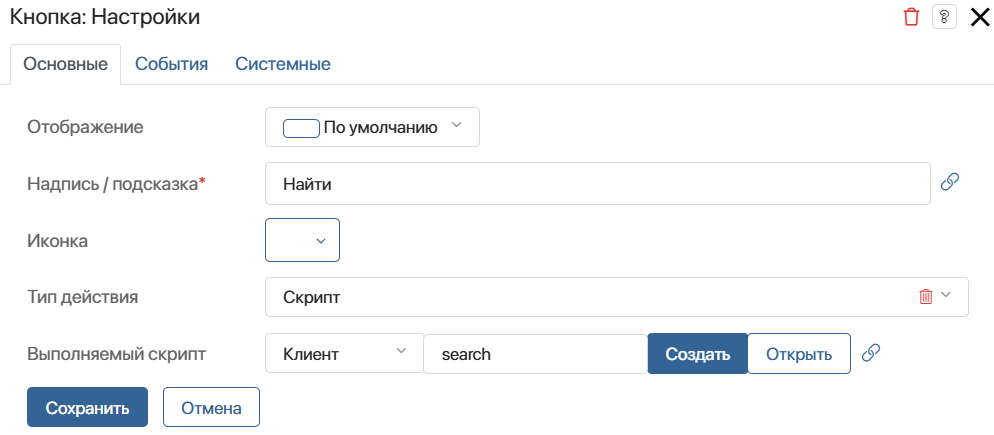 Кнопка: Настройки ?
Основные События Системные
Отображение По умолчанию
Надпись / подсказка* Найти
Иконка
Тип действия Скрипт
Выполняемый скрипт Клиент search Создать Открыть
Сохранить Отмена